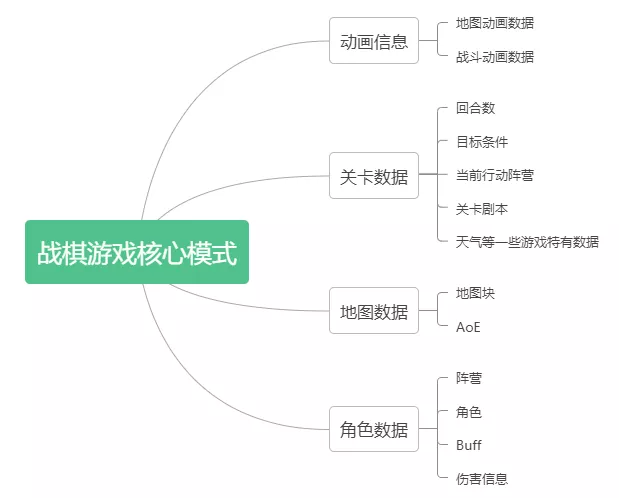 战棋游戏核心模式
动画信息
地图动画数据
战斗动画数据
关卡数据
回合数
目标条件
当前行动阵营
关卡剧本
天气等一些游戏特有数据
地图数据
地图块
AoE
角色数据
阵营
角色
Buff
伤害信息